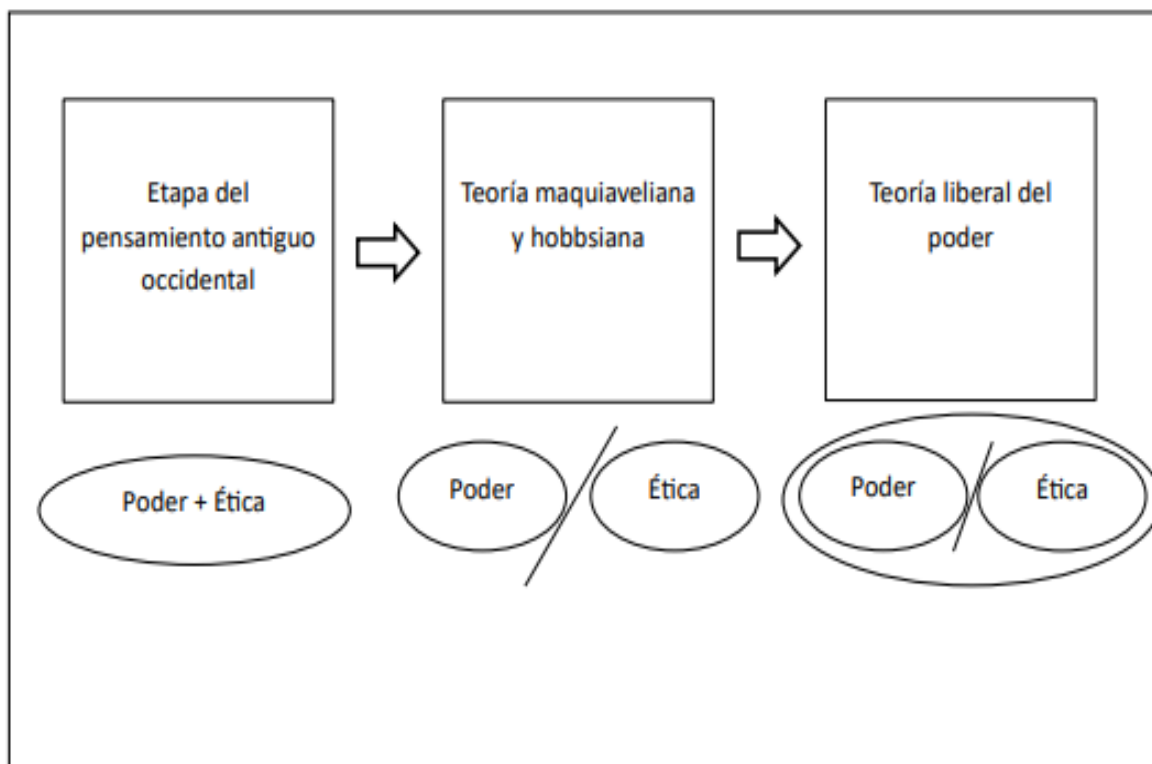 Etapa del
pensamiento antiguo
occidental
Teoría maquiaveliana
y hobbsiana
Teoría liberal del
poder
Poder + Ética
Poder
Ética
Poder
Ética